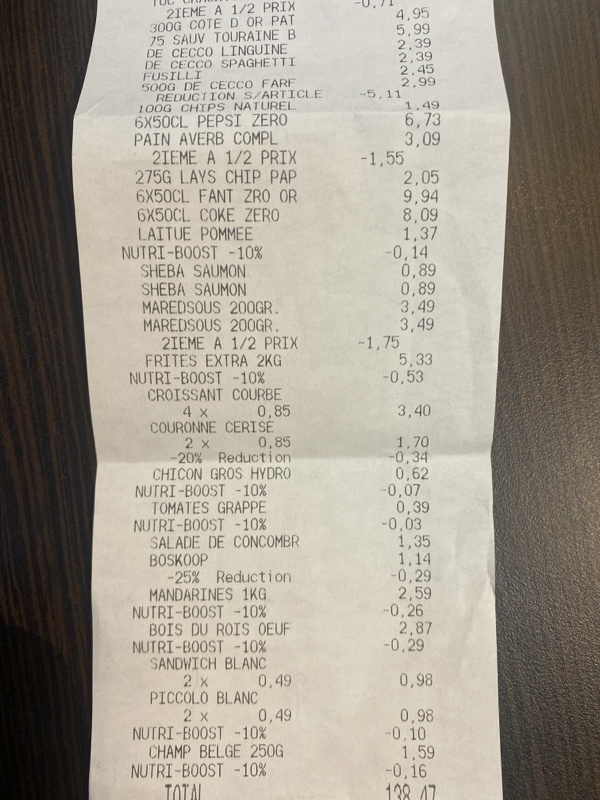 -0,71
2IEME A 1/2 PRIX
300G COTE D OR PAT 4,95
75 SAUV TOURAINE B 5,99
DE CECCO LINGUINE 2,39
DE CECCO SPAGHETTI 2,39
FUSILLI 2,45
500G DE CECCO FARF 2,99
REDUCTION S/ARTICLE -5,11
100G CHIPS NATUREL 1,49
6X50CL PEPSI ZERO 6,73
PAIN AVERB COMPL 3,09
2IEME A 1/2 PRIX -1,55
275G LAYS CHIP PAP 2,05
6X50CL FANT ZRO OR 9,94
6X50CL COKE ZERO 8,09
LAITUE POMMEE 1,37
NUTRI-BOOST -10% -0,14
SHEBA SAUMON 0,89
SHEBA SAUMON 0,89
MAREDSOUS 200GR. 3,49
MAREDSOUS 200GR. 3,49
2IEME A 1/2 PRIX -1,75
FRITES EXTRA 2KG 5,33
NUTRI-BOOST -10% -0,53
CROISSANT COURBE
4 x 0,85 3,40
COURONNE CERISE
2 x 0,85 1,70
-20% Reduction -0,34
CHICON GROS HYDRO 0,62
NUTRI-BOOST -10% -0,07
TOMATES GRAPPE 0,39
NUTRI-BOOST -10% -0,03
SALADE DE CONCOMBR 1,35
BOSKOOP 1,14
-25% Reduction -0,29
MANDARINES 1KG 2,59
NUTRI-BOOST -10% -0,26
BOIS DU ROIS OEUF 2,87
NUTRI-BOOST -10% -0,29
SANDWICH BLANC
2 x 0,49 0,98
PICCOLO BLANC
2 x 0,49 0,98
NUTRI-BOOST -10% -0,10
CHAMP BELGE 250G 1,59
NUTRI-BOOST -10% -0,16
TOTAL 138,47